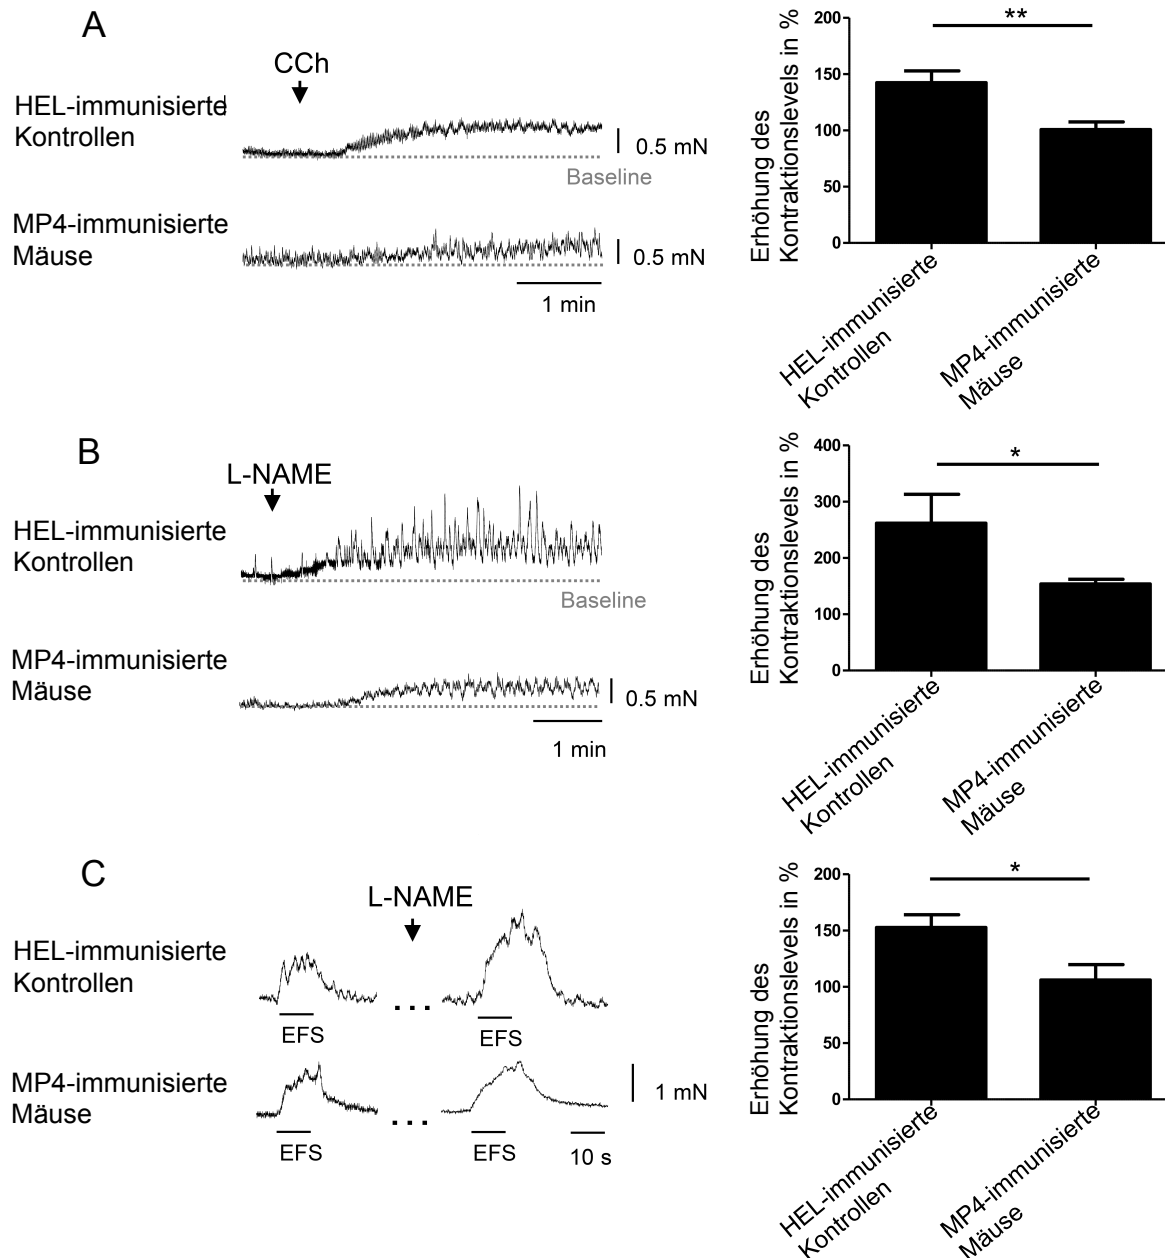 A
CCh
HEL-immunisierte
Kontrollen
0.5 mN
Baseline
MP4-immunisierte
Mäuse
0.5 mN
1 min
Erhöhung des
Kontraktionslevels in %
200
150
100
50
0
**
HEL-immunisierte
Kontrollen
MP4-immunisierte
Mäuse
B
L-NAME
HEL-immunisierte
Kontrollen
Baseline
MP4-immunisierte
Mäuse
0.5 mN
1 min
Erhöhung des
Kontraktionslevels in %
400
300
200
100
0
*
HEL-immunisierte
Kontrollen
MP4-immunisierte
Mäuse
C
L-NAME
HEL-immunisierte
Kontrollen
...
EFS
EFS
MP4-immunisierte
Mäuse
1 mN
...
EFS
EFS
10 s
Erhöhung des
Kontraktionslevels in %
200
150
100
50
0
*
HEL-immunisierte
Kontrollen
MP4-immunisierte
Mäuse